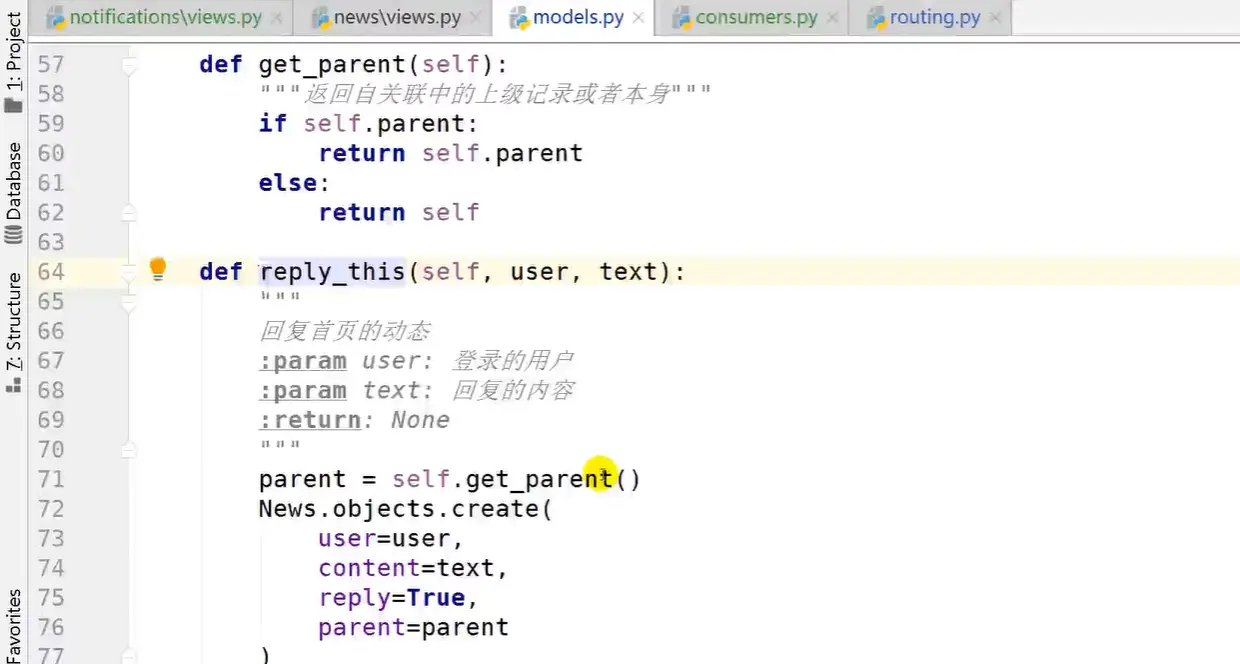 notifications\views.py news\views.py models.py consumers.py routing.py
1: Project
Database
7: Structure
Favorites
57 def get_parent(self):
58 """返回自关联中的上级记录或者本身"""
59 if self.parent:
60 return self.parent
61 else:
62 return self
63
64 def reply_this(self, user, text):
65 """
66 回复首页的动态
67 :param user: 登录的用户
68 :param text: 回复的内容
69 :return: None
70 """
71 parent = self.get_parent()
72 News.objects.create(
73 user=user,
74 content=text,
75 reply=True,
76 parent=parent
77 )